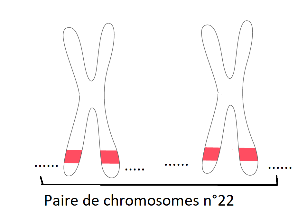 ...... ..... ...... ......
Paire de chromosomes n°22